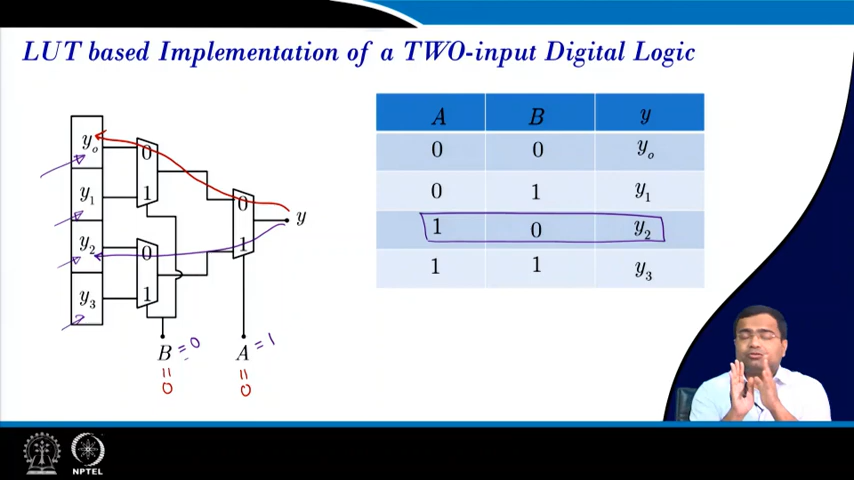 LUT based Implementation of a TWO-input Digital Logic
A B y
0 0 y₀
0 1 y₁
1 0 y₂
1 1 y₃
y₀
y₁
y₂
y₃
0
1
0
1
0
1
y
B = 0
A = 1
= 0
= 0
NPTEL